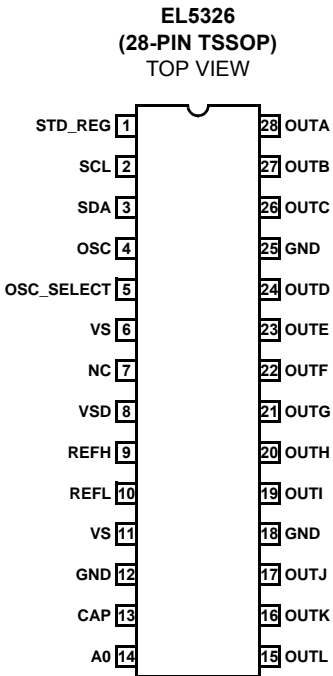 EL5326
(28-PIN TSSOP)
TOP VIEW
STD_REG 1 28 OUTA
SCL 2 27 OUTB
SDA 3 26 OUTC
OSC 4 25 GND
OSC_SELECT 5 24 OUTD
VS 6 23 OUTE
NC 7 22 OUTF
VSD 8 21 OUTG
REFH 9 20 OUTH
REFL 10 19 OUTI
VS 11 18 GND
GND 12 17 OUTJ
CAP 13 16 OUTK
A0 14 15 OUTL